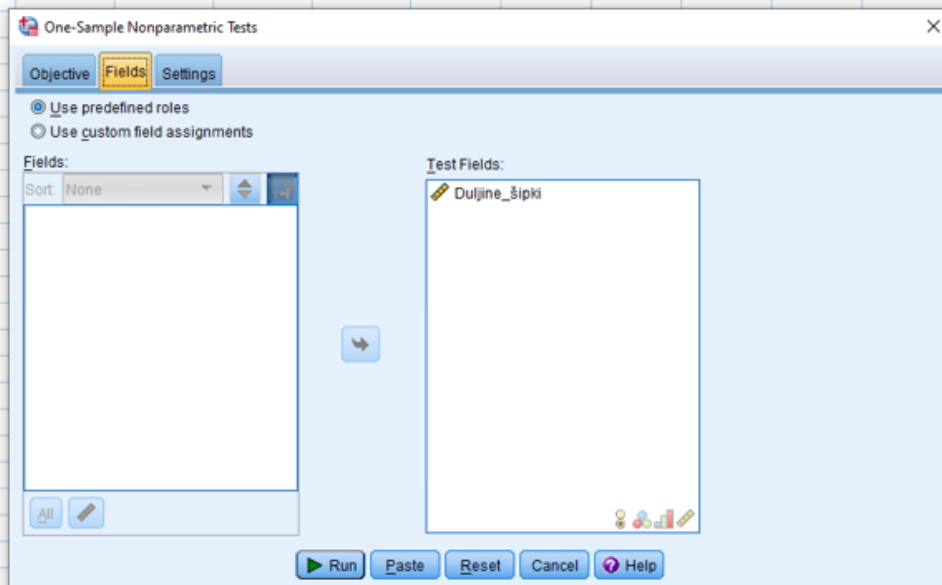 One-Sample Nonparametric Tests
Objective Fields Settings
Use predefined roles
Use custom field assignments
Fields:
Sort: None
Test Fields:
Duljine_šipki
All
Run Paste Reset Cancel Help